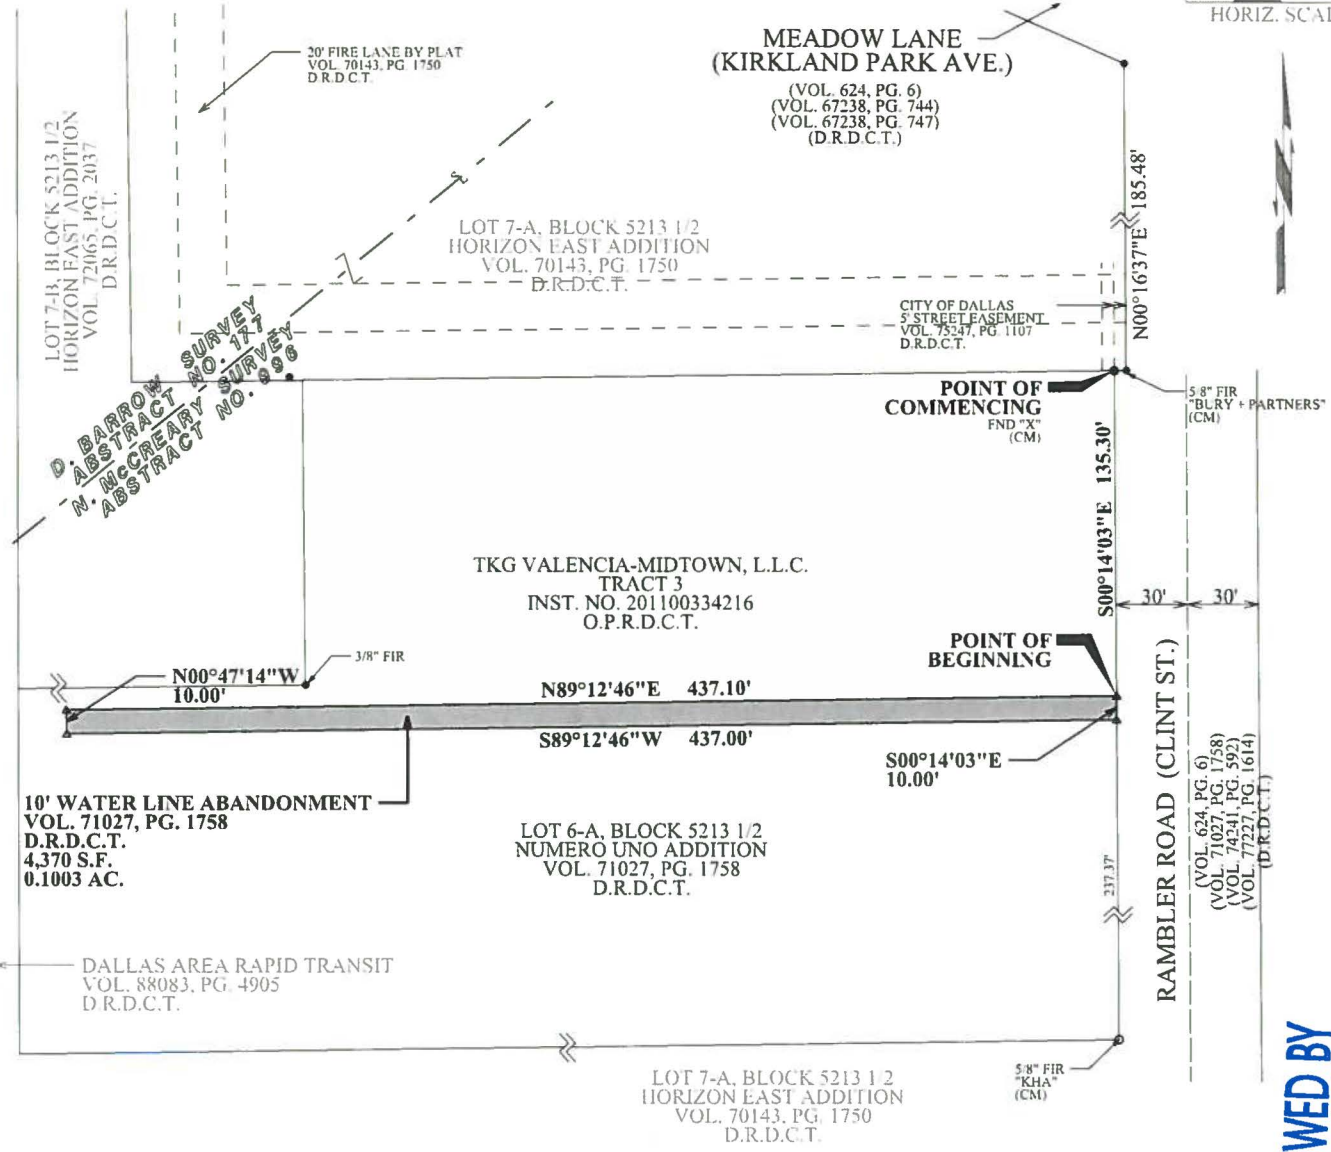 HORIZ. SCAL
20' FIRE LANE BY PLAT
VOL. 70143, PG. 1750
D.R.D.C.T.
MEADOW LANE
(KIRKLAND PARK AVE.)
(VOL. 624, PG. 6)
(VOL. 67238, PG. 744)
(VOL. 67238, PG. 747)
(D.R.D.C.T.)
LOT 7-B, BLOCK 5213 1/2
HORIZON EAST ADDITION
VOL. 72065, PG. 2037
D.R.D.C.T.
N00°16'37"E 185.48'
LOT 7-A, BLOCK 5213 1/2
HORIZON EAST ADDITION
VOL. 70143, PG. 1750
D.R.D.C.T.
CITY OF DALLAS
5' STREET EASEMENT
VOL. 75247, PG. 1107
D.R.D.C.T.
D. BARROW SURVEY
ABSTRACT NO. 177
N. McCREARY SURVEY
ABSTRACT NO. 996
POINT OF
COMMENCING
FND "X"
(CM)
5/8" FIR
"BURY + PARTNERS"
(CM)
S00°14'03"E 135.30'
TKG VALENCIA-MIDTOWN, L.L.C.
TRACT 3
INST. NO. 201100334216
O.P.R.D.C.T.
30'
30'
POINT OF
BEGINNING
3/8" FIR
N00°47'14"W
10.00'
N89°12'46"E 437.10'
S89°12'46"W 437.00'
S00°14'03"E
10.00'
10' WATER LINE ABANDONMENT
VOL. 71027, PG. 1758
D.R.D.C.T.
4,370 S.F.
0.1003 AC.
LOT 6-A, BLOCK 5213 1/2
NUMERO UNO ADDITION
VOL. 71027, PG. 1758
D.R.D.C.T.
237.37'
RAMBLER ROAD (CLINT ST.)
(VOL. 624, PG. 6)
(VOL. 71027, PG. 1758)
(VOL. 74241, PG. 592)
(VOL. 77227, PG. 1614)
(D.R.D.C.T.)
DALLAS AREA RAPID TRANSIT
VOL. 88083, PG. 4905
D.R.D.C.T.
5/8" FIR
"KHA"
(CM)
LOT 7-A, BLOCK 5213 1/2
HORIZON EAST ADDITION
VOL. 70143, PG. 1750
D.R.D.C.T.
WED BY